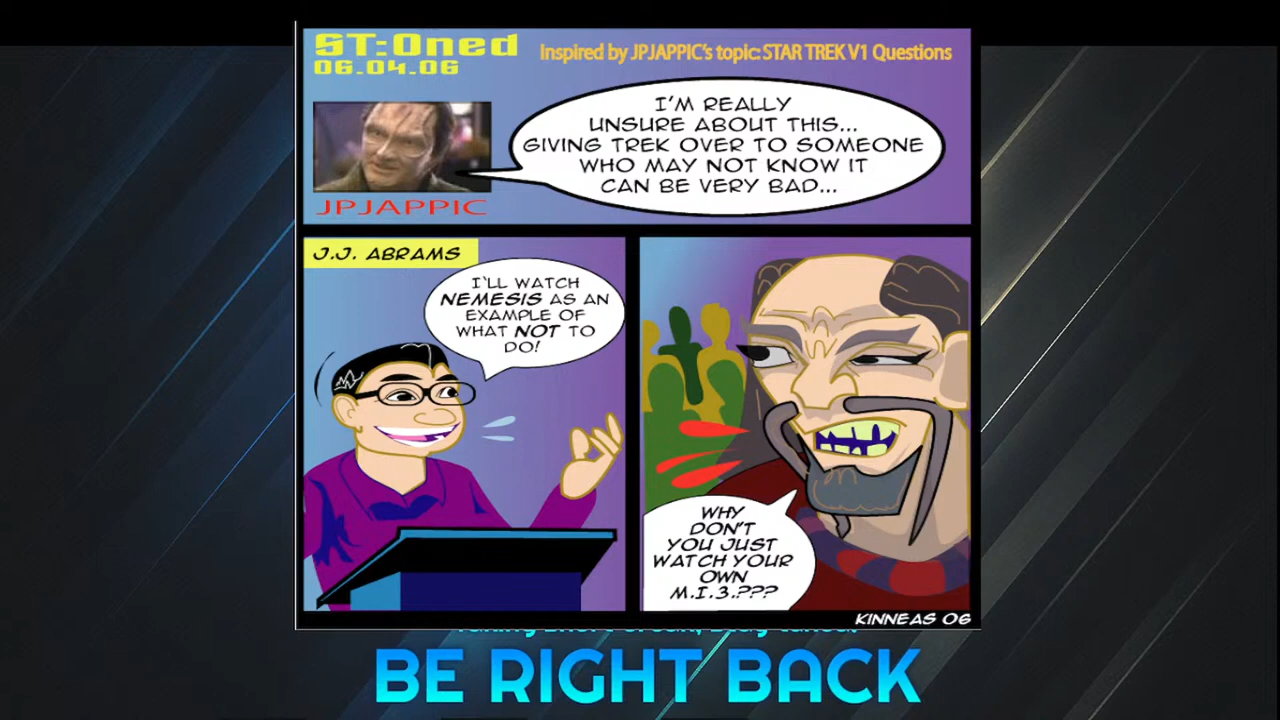 ST:Oned
06.04.06
Inspired by JPJAPPIC's topic: STAR TREK V1 Questions
I'M REALLY
UNSURE ABOUT THIS...
GIVING TREK OVER TO SOMEONE
WHO MAY NOT KNOW IT
CAN BE VERY BAD...
JPJAPPIC
J.J. ABRAMS
I'LL WATCH
NEMESIS AS AN
EXAMPLE OF
WHAT NOT TO
DO!
WHY
DON'T
YOU JUST
WATCH YOUR
OWN
M.I.3.???
KINNEAS 06
BE RIGHT BACK